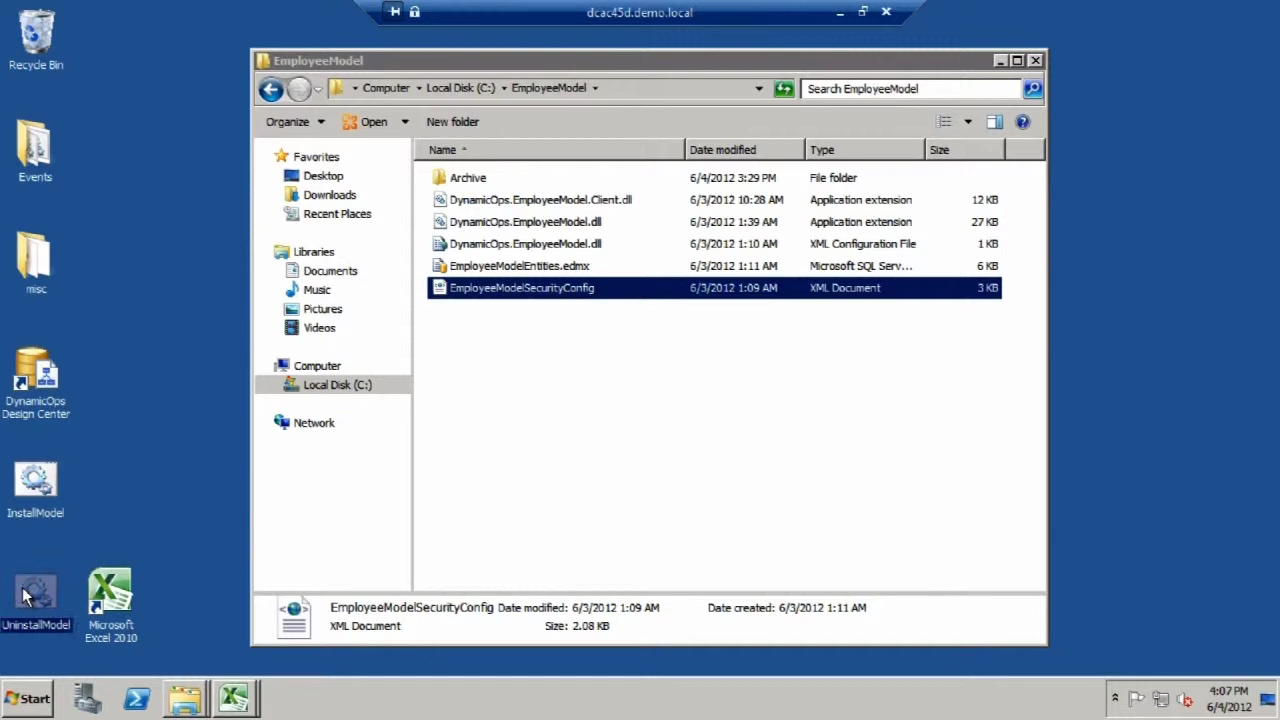 dcac45d.demo.local
Recycle Bin
Events
misc
DynamicOps
Design Center
InstallModel
UninstallModel
Microsoft
Excel 2010
EmployeeModel
Computer Local Disk (C:) EmployeeModel
Search EmployeeModel
Organize Open New folder
Favorites
Desktop
Downloads
Recent Places
Libraries
Documents
Music
Pictures
Videos
Computer
Local Disk (C:)
Network
Name Date modified Type Size
Archive 6/4/2012 3:29 PM File folder
DynamicOps.EmployeeModel.Client.dll 6/3/2012 10:28 AM Application extension 12 KB
DynamicOps.EmployeeModel.dll 6/3/2012 1:39 AM Application extension 27 KB
DynamicOps.EmployeeModel.dll 6/3/2012 1:10 AM XML Configuration File 1 KB
EmployeeModelEntities.edmx 6/3/2012 1:11 AM Microsoft SQL Serv... 6 KB
EmployeeModelSecurityConfig 6/3/2012 1:09 AM XML Document 3 KB
EmployeeModelSecurityConfig Date modified: 6/3/2012 1:09 AM Date created: 6/3/2012 1:11 AM
XML Document Size: 2.08 KB
Start
4:07 PM
6/4/2012